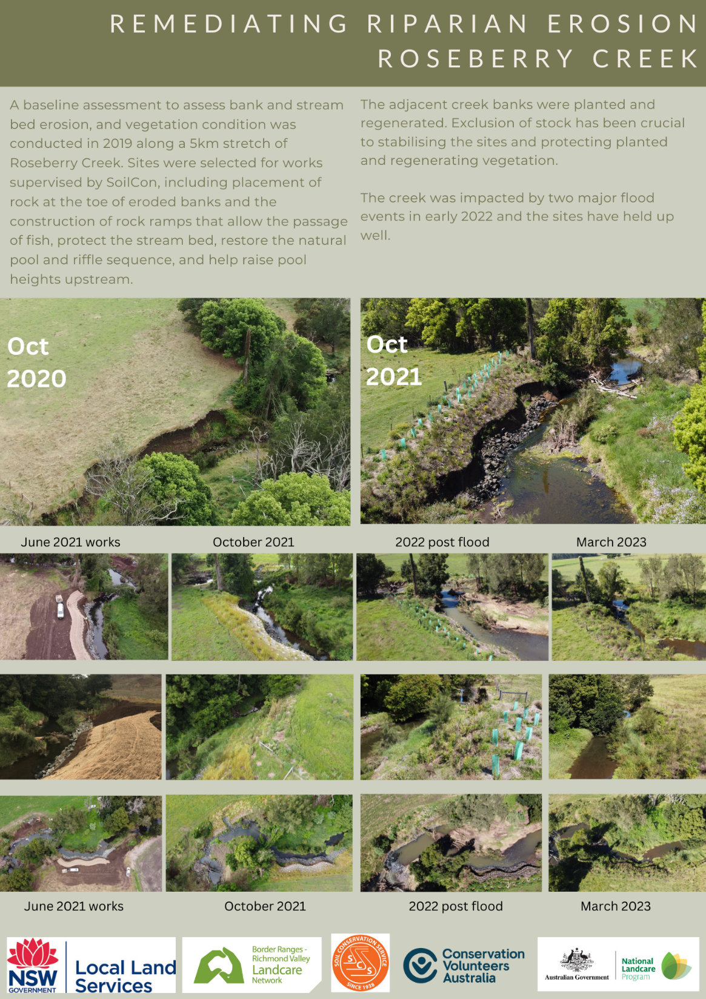 REMEDIATING RIPARIAN EROSION
ROSEBERRY CREEK
A baseline assessment to assess bank and stream
bed erosion, and vegetation condition was
conducted in 2019 along a 5km stretch of
Roseberry Creek. Sites were selected for works
supervised by SoilCon, including placement of
rock at the toe of eroded banks and the
construction of rock ramps that allow the passage
of fish, protect the stream bed, restore the natural
pool and riffle sequence, and help raise pool
heights upstream.
The adjacent creek banks were planted and
regenerated. Exclusion of stock has been crucial
to stabilising the sites and protecting planted
and regenerating vegetation.
The creek was impacted by two major flood
events in early 2022 and the sites have held up
well.
Oct
2020
Oct
2021
June 2021 works
October 2021
2022 post flood
March 2023
June 2021 works
October 2021
2022 post flood
March 2023
NSW
GOVERNMENT
Local Land
Services
Border Ranges -
Richmond Valley
Landcare
Network
SOIL CONSERVATION SERVICE
SCS
SINCE 1938
Conservation
Volunteers
Australia
Australian Government
National
Landcare
Program